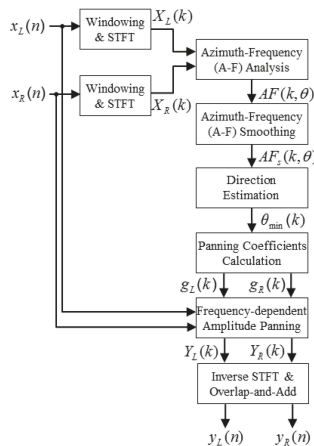 x_L(n)
Windowing
& STFT
X_L(k)
x_R(n)
Windowing
& STFT
X_R(k)
Azimuth-Frequency
(A-F) Analysis
AF(k,θ)
Azimuth-Frequency
(A-F) Smoothing
AF_s(k,θ)
Direction
Estimation
θ_min(k)
Panning Coefficients
Calculation
g_L(k) g_R(k)
Frequency-dependent
Amplitude Panning
Y_L(k) Y_R(k)
Inverse STFT &
Overlap-and-Add
y_L(n) y_R(n)